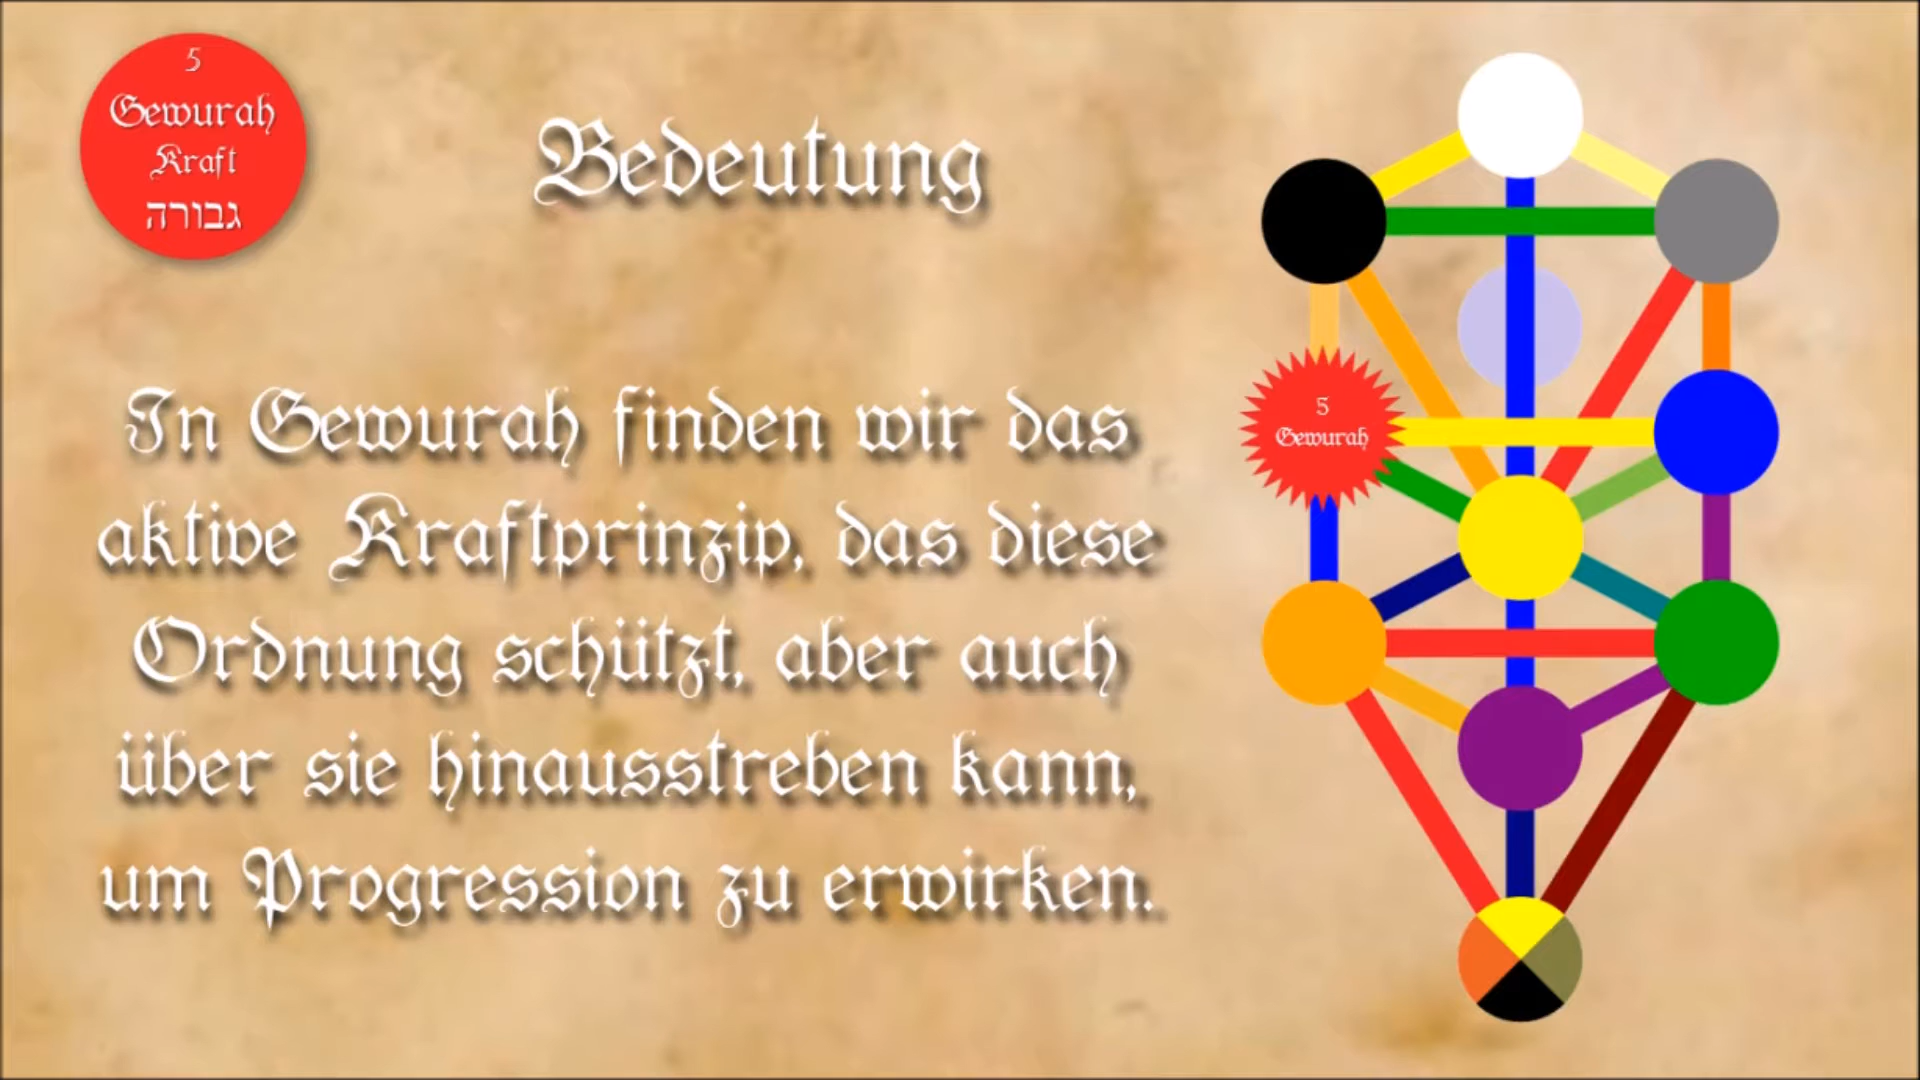 5
Gewurah
Kraft
גבורה
Bedeutung
In Gewurah finden wir das
aktive Kraftprinzip, das diese
Ordnung schützt, aber auch
über sie hinausstreben kann,
um Progression zu erwirken.
5
Gewurah